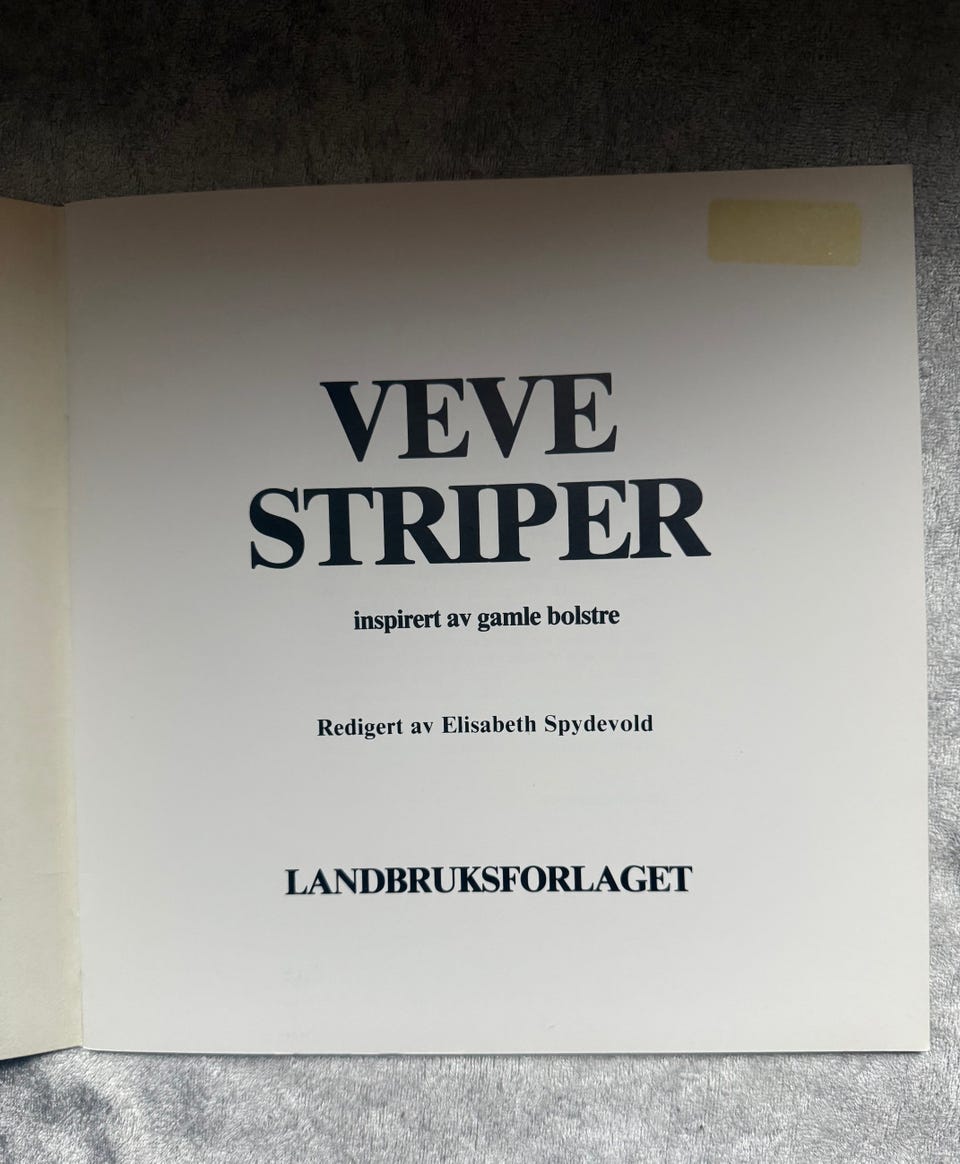 VEVE
STRIPER
inspirert av gamle bolstre
Redigert av Elisabeth Spydevold
LANDBRUKSFORLAGET